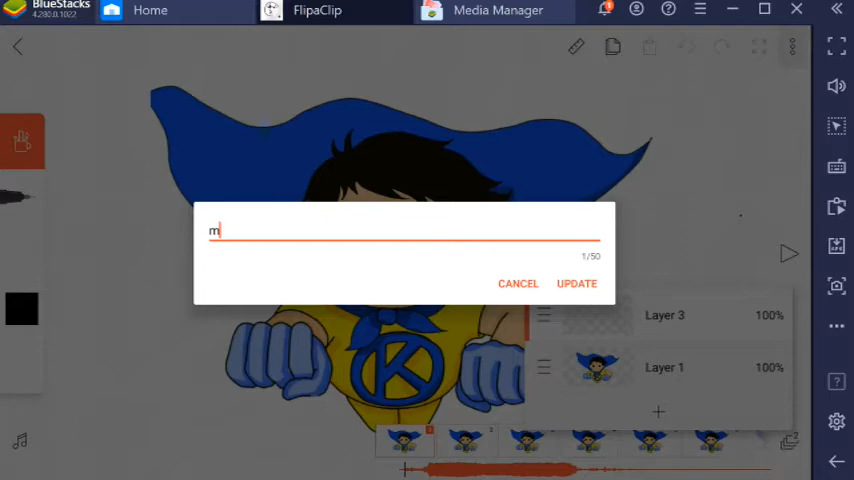 BlueStacks
4.280.0.1022
Home
FlipaClip
Media Manager
m
1/50
CANCEL
UPDATE
K
Layer 3
100%
Layer 1
100%